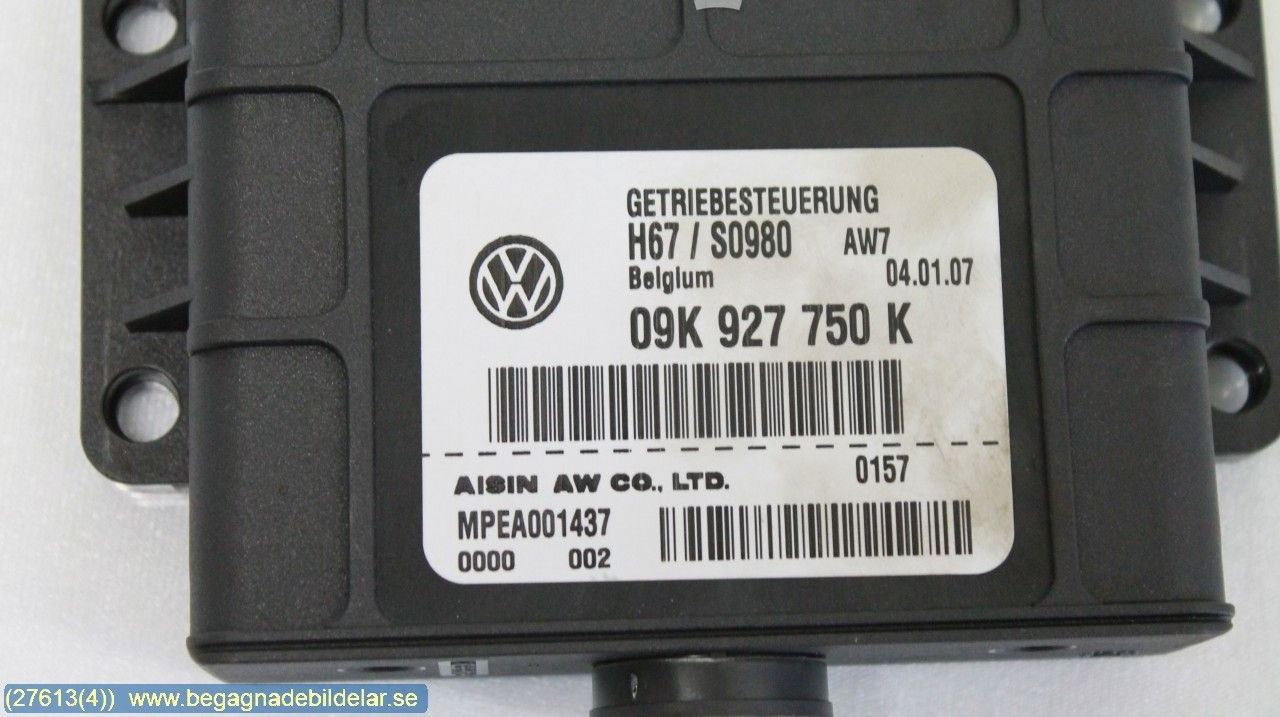 GETRIEBESTEUERUNG
H67 / S0980 AW7
Belgium 04.01.07
09K 927 750 K
AISIN AW CO., LTD. 0157
MPEA001437
0000 002
(27613(4)) www.begagnadebildelar.se